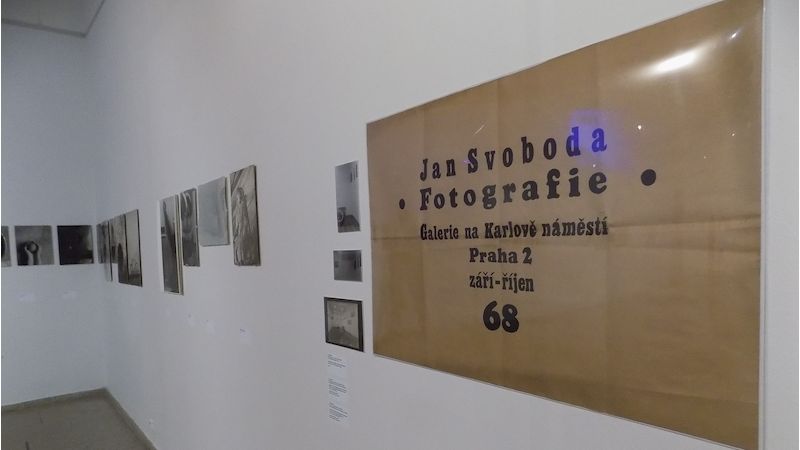 Jan Svoboda
• Fotografie •
Galerie na Karlově náměstí
Praha 2
září-říjen
68